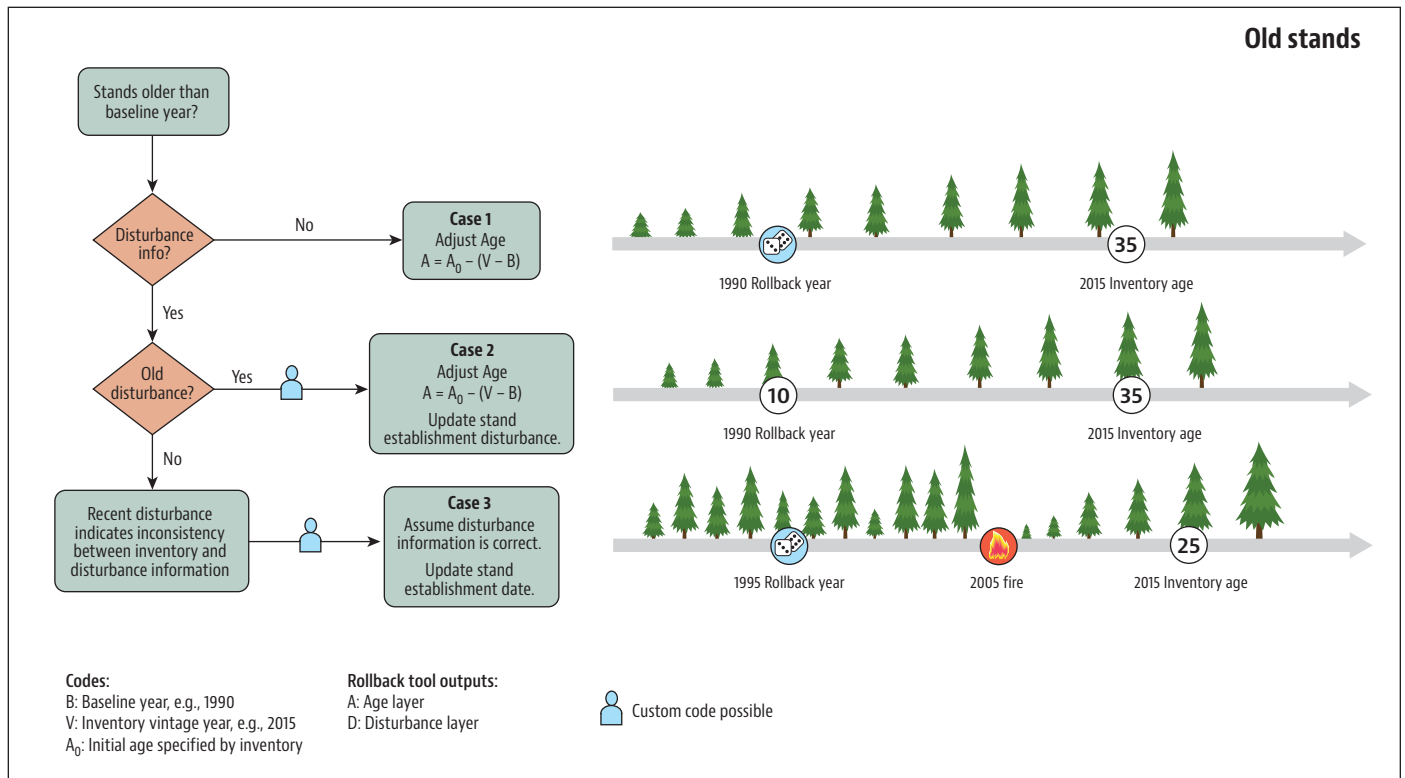 Old stands
Stands older than
baseline year?
Disturbance
info?
No
Case 1
Adjust Age
A = A₀ – (V – B)
1990 Rollback year
35
2015 Inventory age
Yes
Old
disturbance?
Yes
Case 2
Adjust Age
A = A₀ – (V – B)
Update stand
establishment disturbance.
10
1990 Rollback year
35
2015 Inventory age
No
Recent disturbance
indicates inconsistency
between inventory and
disturbance information
Case 3
Assume disturbance
information is correct.
Update stand
establishment date.
1995 Rollback year
2005 fire
25
2015 Inventory age
Codes:
B: Baseline year, e.g., 1990
V: Inventory vintage year, e.g., 2015
A₀: Initial age specified by inventory
Rollback tool outputs:
A: Age layer
D: Disturbance layer
Custom code possible